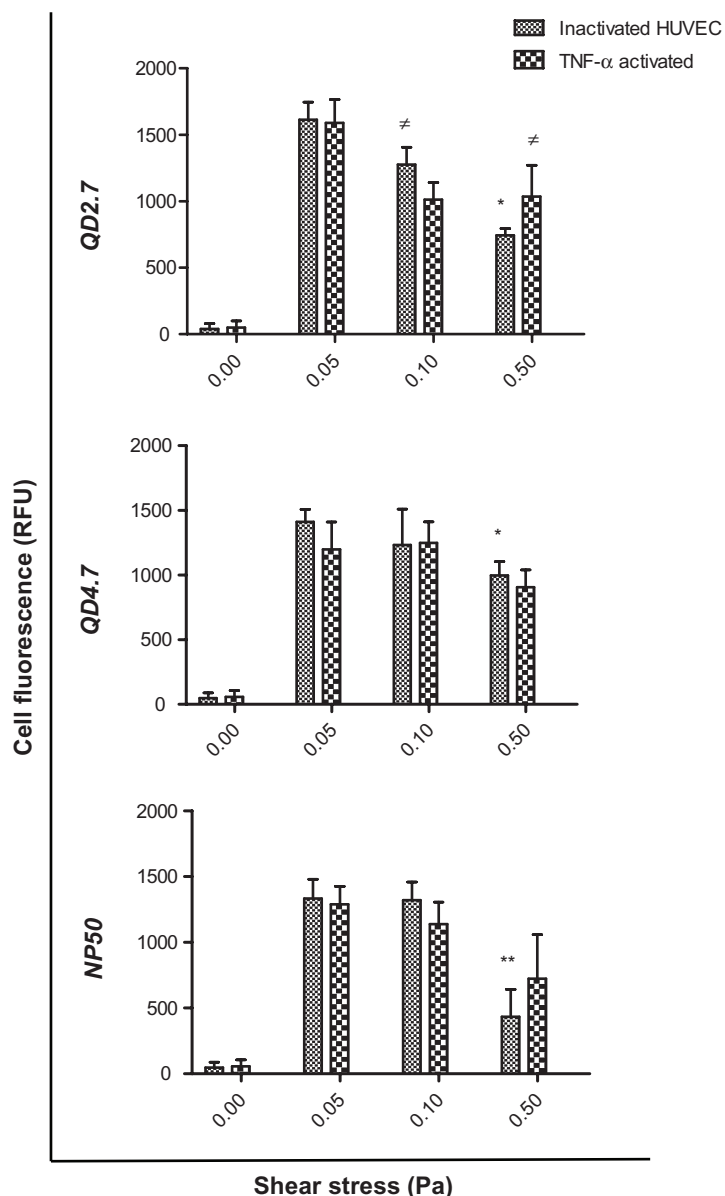 Inactivated HUVEC
TNF-α activated
Cell fluorescence (RFU)
QD2.7
2000
1500
1000
500
0
≠
*
≠
0.00 0.05 0.10 0.50
QD4.7
2000
1500
1000
500
0
*
0.00 0.05 0.10 0.50
NP50
2000
1500
1000
500
0
**
0.00 0.05 0.10 0.50
Shear stress (Pa)